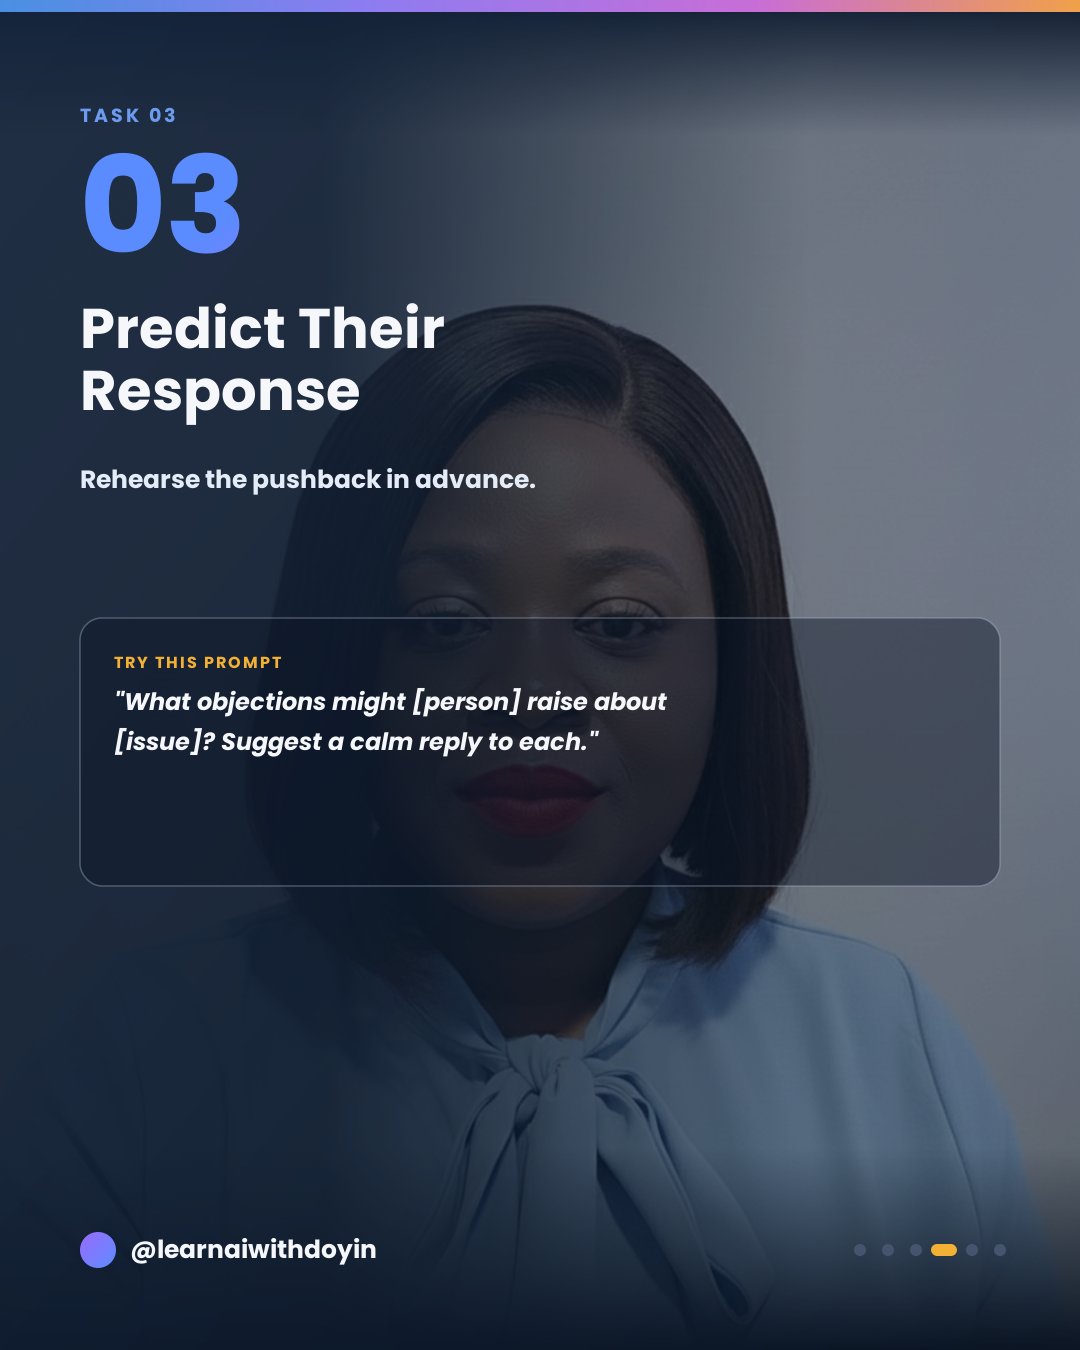 TASK 03
03
Predict Their
Response
Rehearse the pushback in advance.
TRY THIS PROMPT
"What objections might [person] raise about
[issue]? Suggest a calm reply to each."
@learnaiwithdoyin